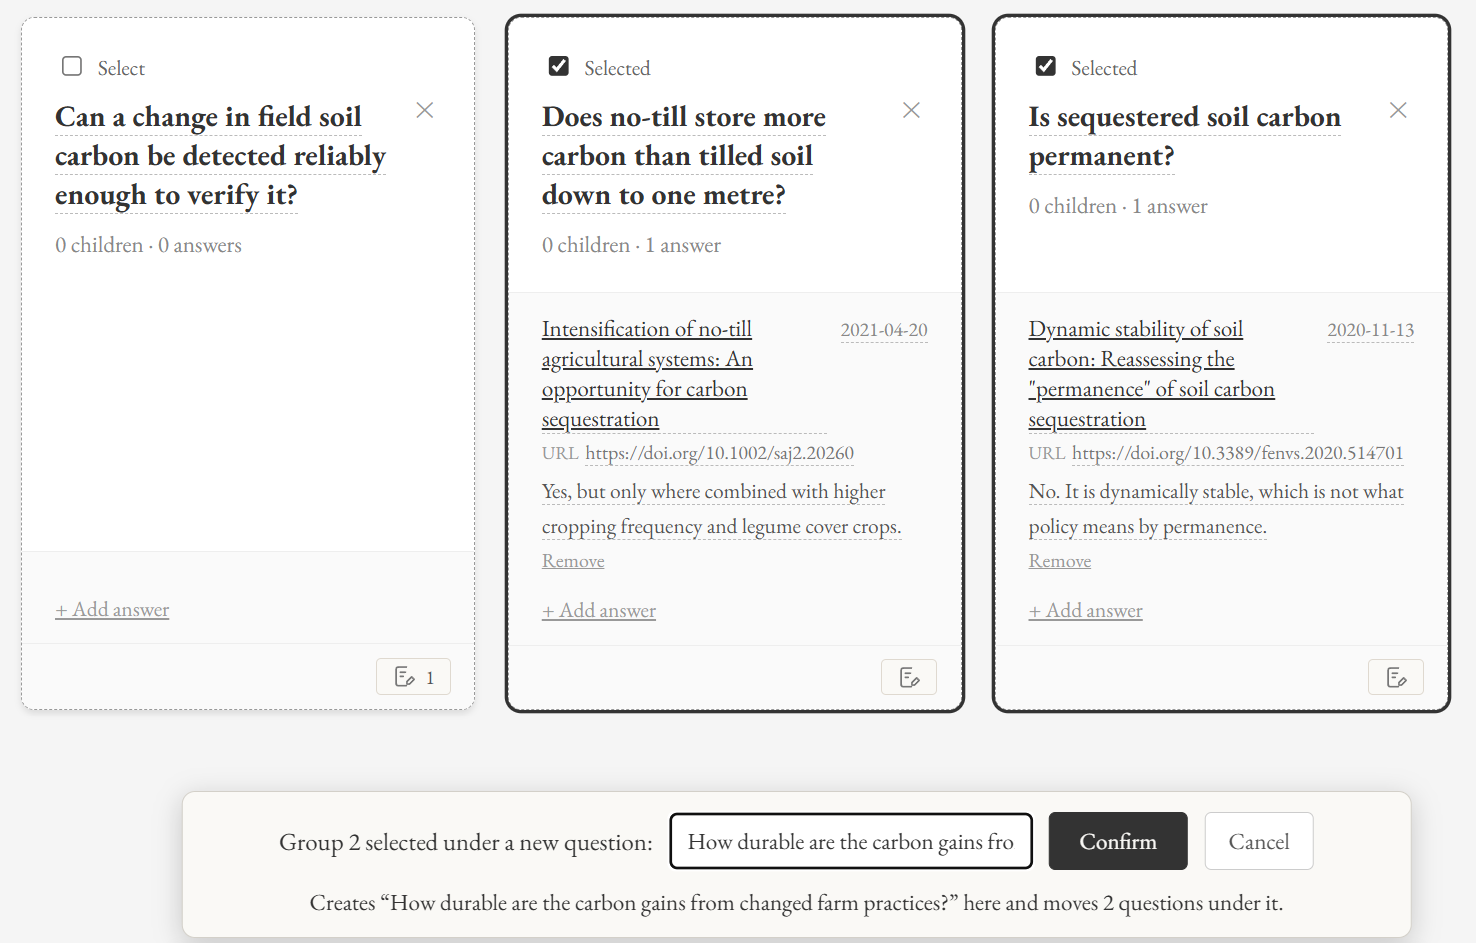 Select
Can a change in field soil
carbon be detected reliably
enough to verify it?
0 children · 0 answers
+ Add answer
1
Selected
Does no-till store more
carbon than tilled soil
down to one metre?
0 children · 1 answer
Intensification of no-till
agricultural systems: An
opportunity for carbon
sequestration
2021-04-20
URL https://doi.org/10.1002/saj2.20260
Yes, but only where combined with higher
cropping frequency and legume cover crops.
Remove
+ Add answer
Selected
Is sequestered soil carbon
permanent?
0 children · 1 answer
Dynamic stability of soil
carbon: Reassessing the
"permanence" of soil carbon
sequestration
2020-11-13
URL https://doi.org/10.3389/fenvs.2020.514701
No. It is dynamically stable, which is not what
policy means by permanence.
Remove
+ Add answer
Group 2 selected under a new question: How durable are the carbon gains fro Confirm Cancel
Creates “How durable are the carbon gains from changed farm practices?” here and moves 2 questions under it.